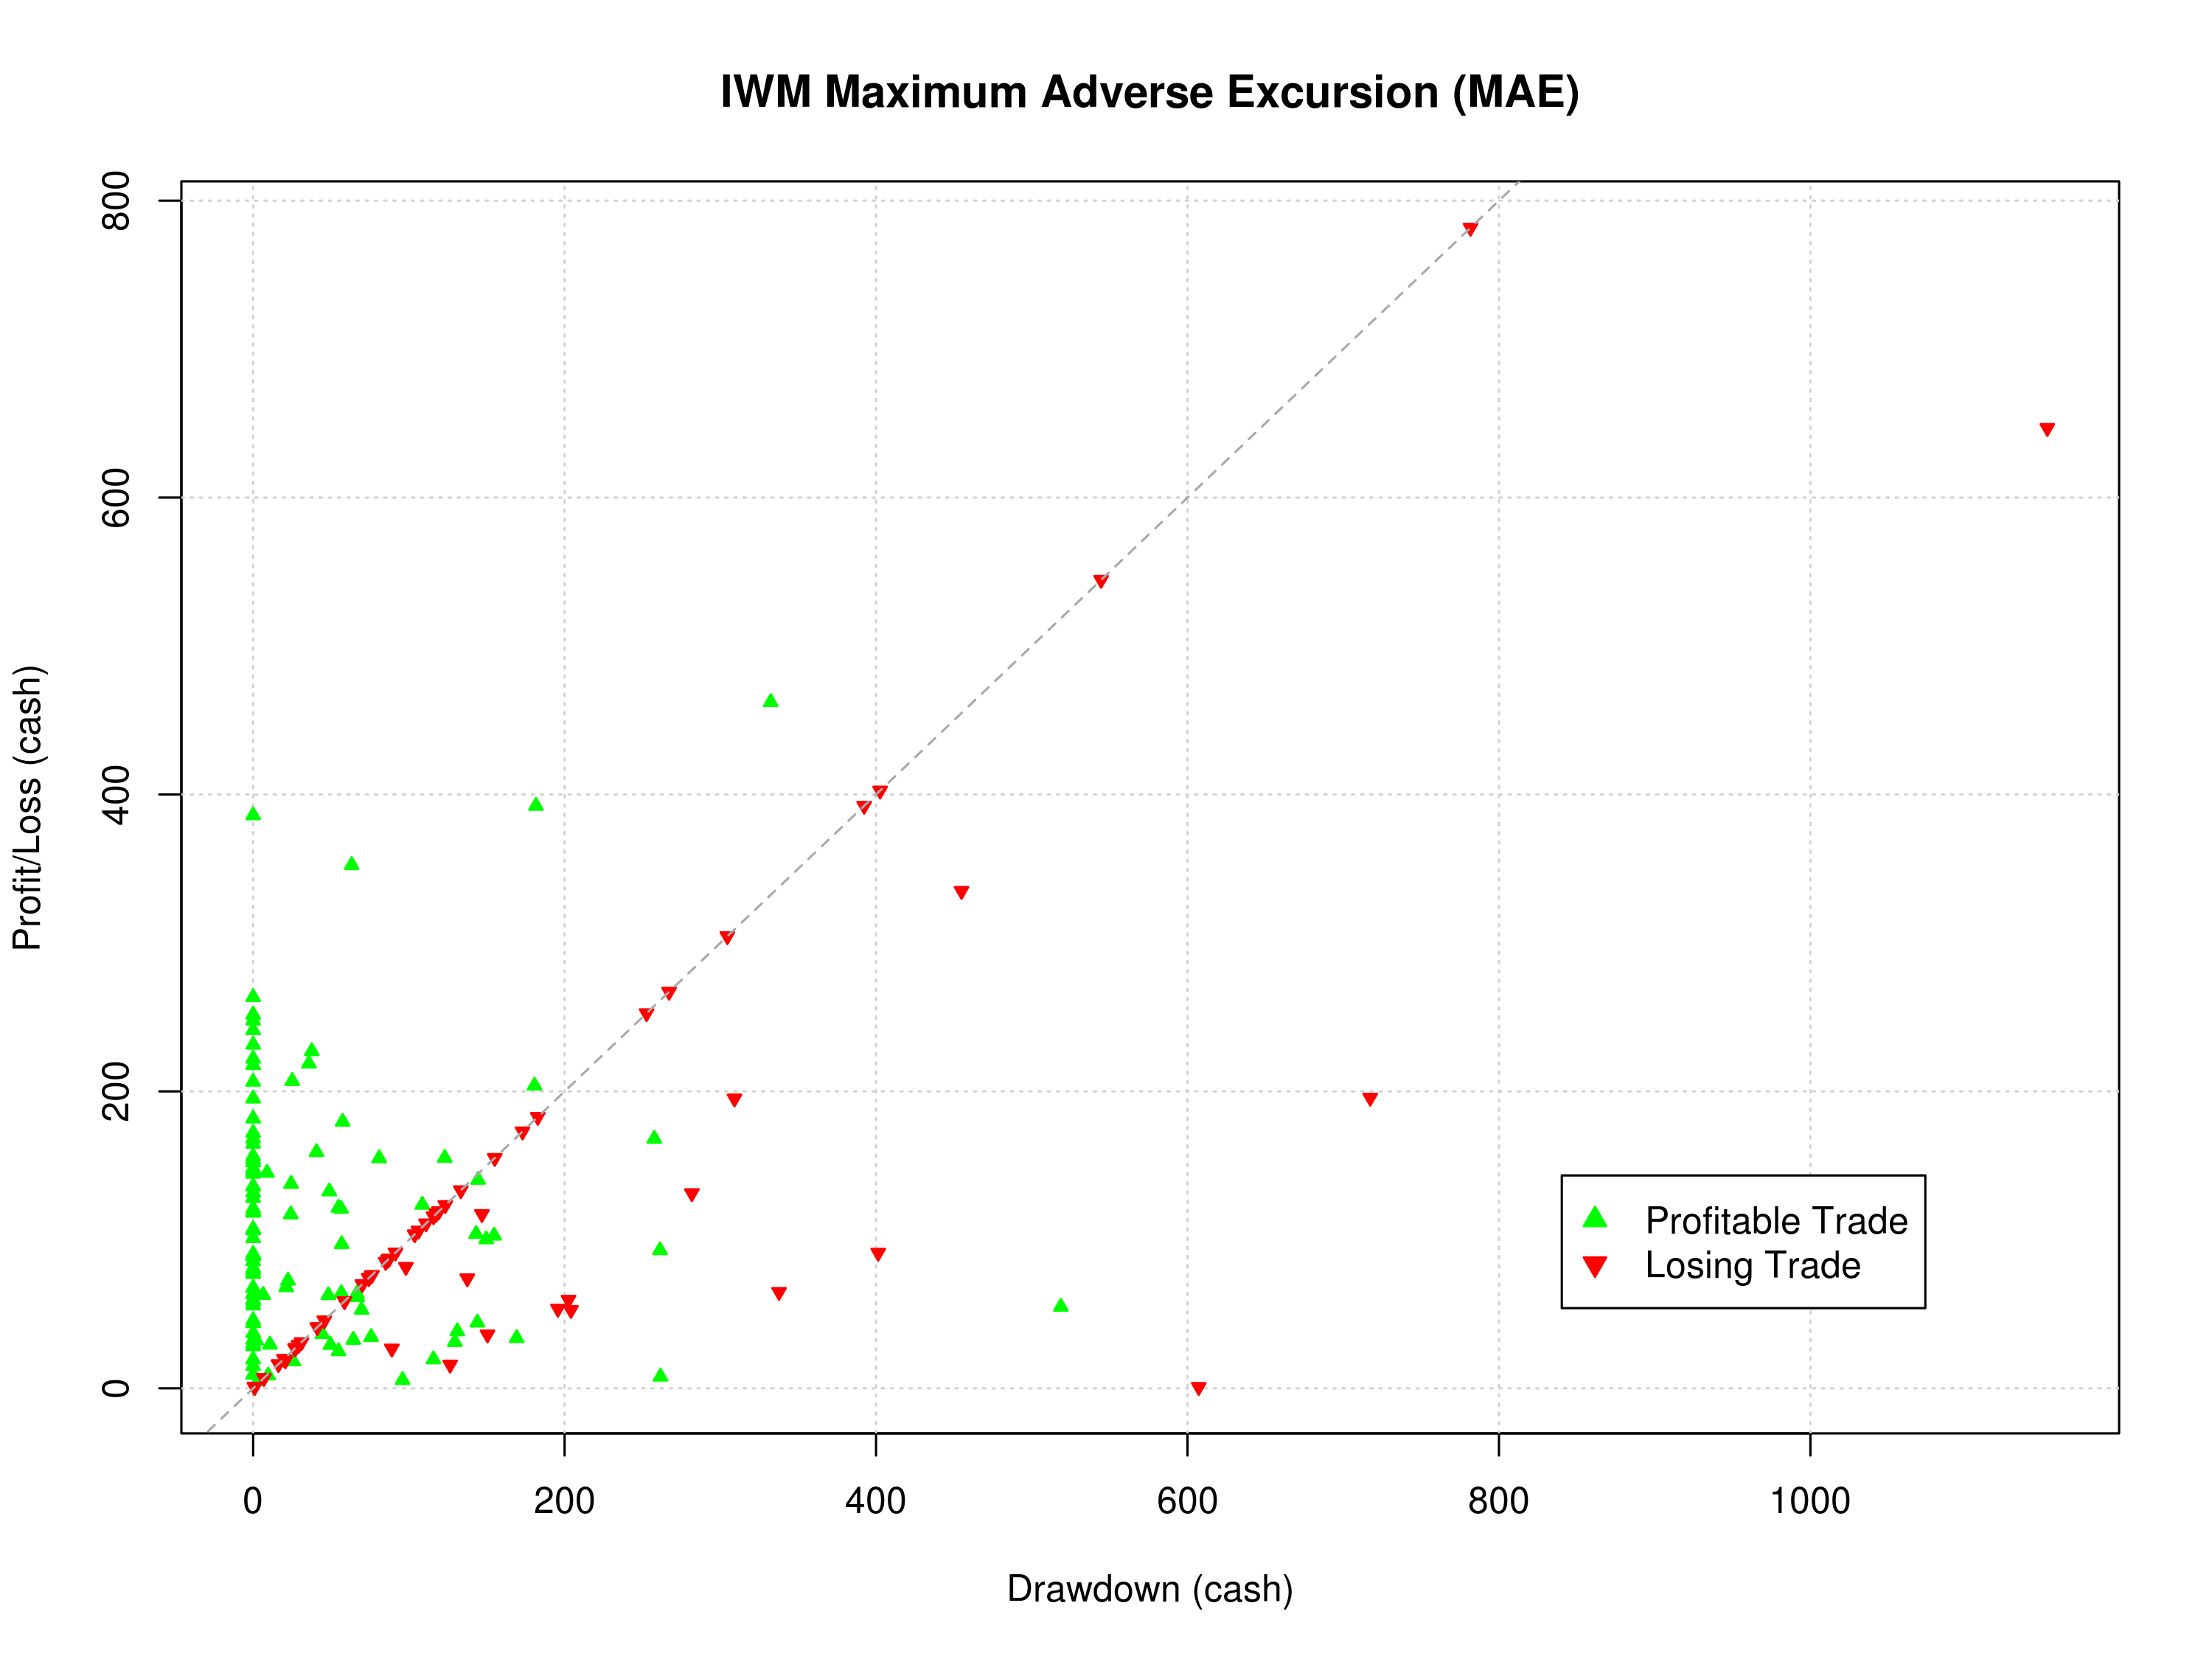 IWM Maximum Adverse Excursion (MAE)
Profit/Loss (cash)
800
600
400
200
0
Profitable Trade
Losing Trade
0 200 400 600 800 1000
Drawdown (cash)